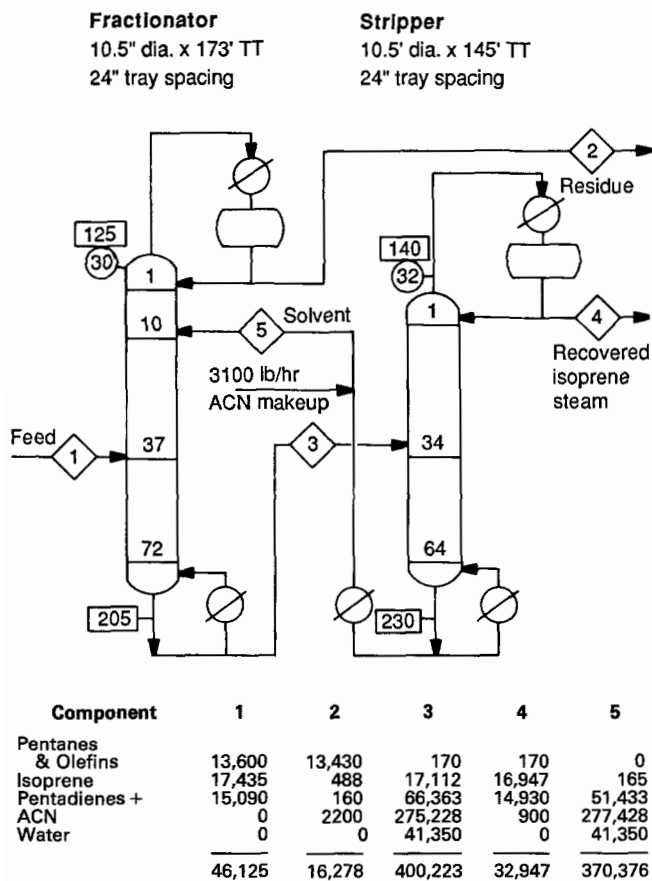 Fractionator
10.5" dia. x 173' TT
24" tray spacing
Stripper
10.5' dia. x 145' TT
24" tray spacing
2
Residue
125
30
1
140
32
1
10
5
Solvent
4
Recovered
isoprene
steam
3100 lb/hr
ACN makeup
Feed
1
37
3
34
72
64
205
230
Component 1 2 3 4 5
Pentanes
& Olefins 13,600 13,430 170 170 0
Isoprene 17,435 488 17,112 16,947 165
Pentadienes + 15,090 160 66,363 14,930 51,433
ACN 0 2200 275,228 900 277,428
Water 0 0 41,350 0 41,350
46,125 16,278 400,223 32,947 370,376